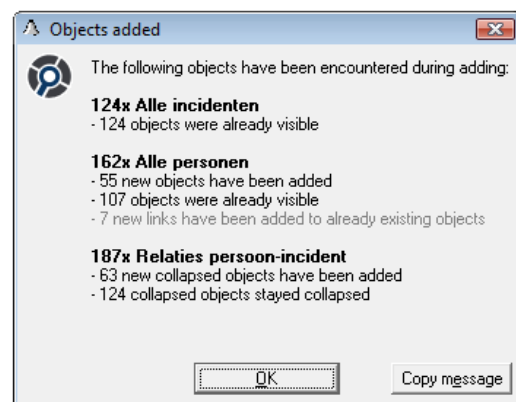 Objects added
The following objects have been encountered during adding:
124x Alle incidenten
- 124 objects were already visible
162x Alle personen
- 55 new objects have been added
- 107 objects were already visible
- 7 new links have been added to already existing objects
187x Relaties persoon-incident
- 63 new collapsed objects have been added
- 124 collapsed objects stayed collapsed
OK
Copy message